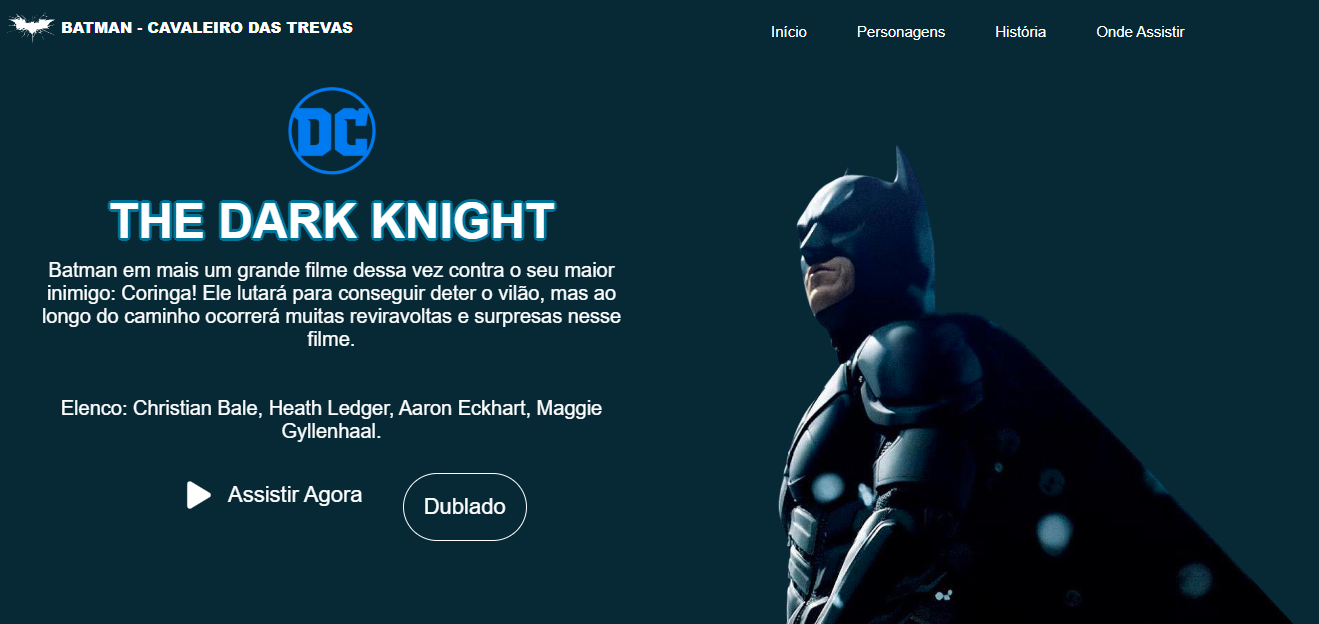 BATMAN - CAVALEIRO DAS TREVAS
Início Personagens História Onde Assistir
DC
THE DARK KNIGHT
Batman em mais um grande filme dessa vez contra o seu maior
inimigo: Coringa! Ele lutará para conseguir deter o vilão, mas ao
longo do caminho ocorrerá muitas reviravoltas e surpresas nesse
filme.
Elenco: Christian Bale, Heath Ledger, Aaron Eckhart, Maggie
Gyllenhaal.
Assistir Agora
Dublado